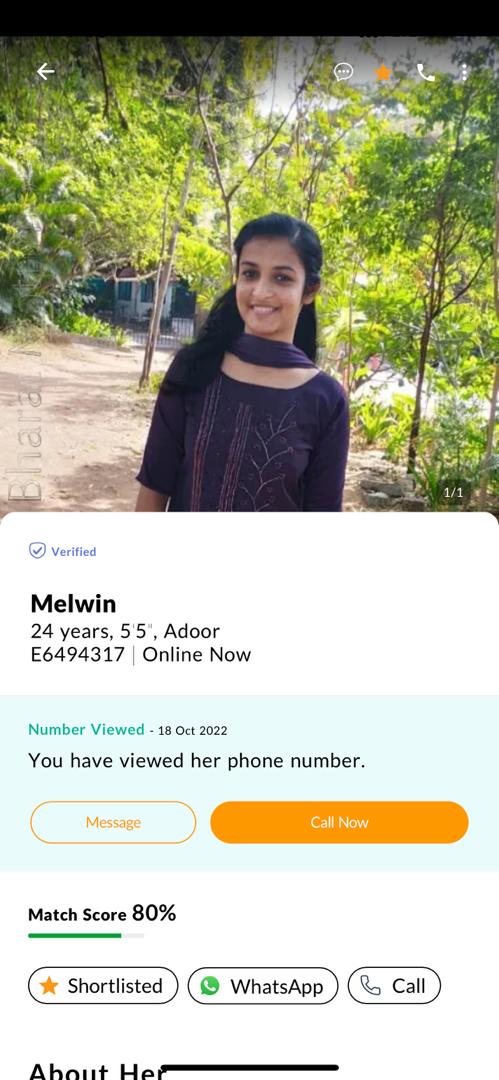 Bhara
1/1
Verified
Melwin
24 years, 5'5", Adoor
E6494317 | Online Now
Number Viewed - 18 Oct 2022
You have viewed her phone number.
Message
Call Now
Match Score 80%
Shortlisted
WhatsApp
Call
About Her